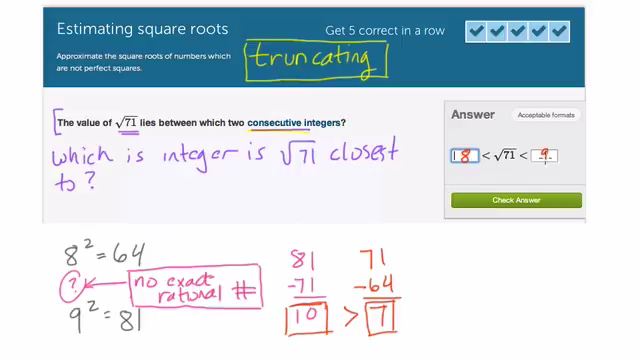 Estimating square roots
Get 5 correct in a row
Approximate the square roots of numbers which
are not perfect squares.
truncating
The value of √71 lies between which two consecutive integers?
which is integer is √71 closest
to?
Answer
Acceptable formats
8 < √71 < 9
Check Answer
8² = 64
?
9² = 81
no exact
rational #
81
-71
10
>
71
-64
7